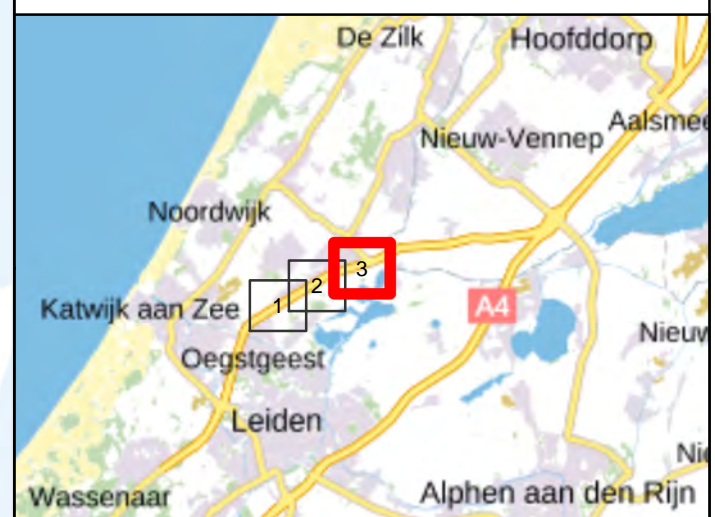 De Zilk
Hoofddorp
Aalsmee
Nieuw-Vennep
Noordwijk
3
2
1
Katwijk aan Zee
A4
Nieuw
Oegstgeest
Leiden
Nie
Wassenaar
Alphen aan den Rijn